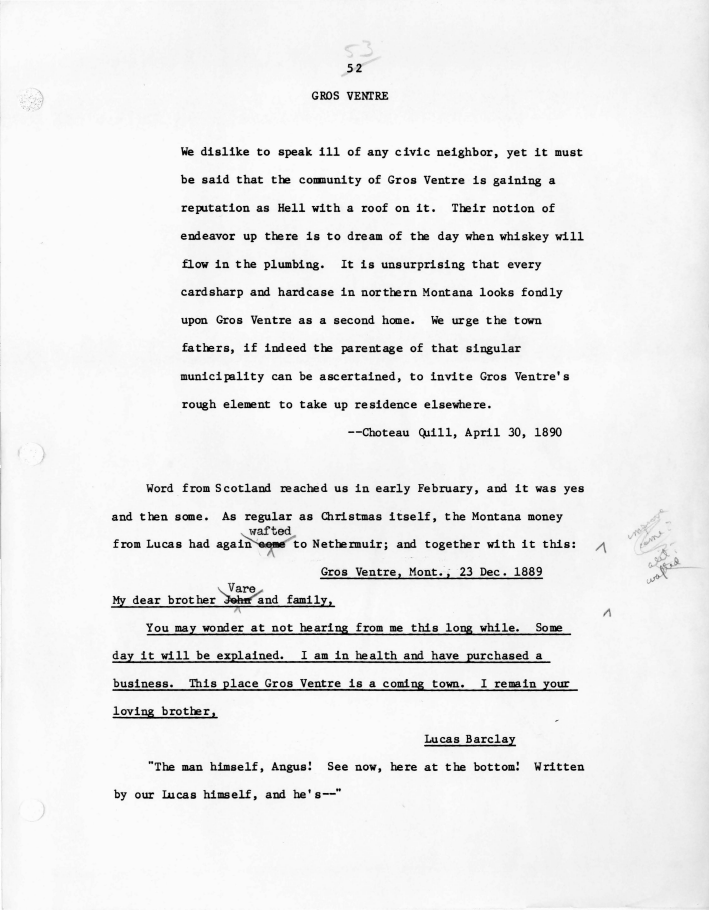 53
52
GROS VENTRE
We dislike to speak ill of any civic neighbor, yet it must
be said that the community of Gros Ventre is gaining a
reputation as Hell with a roof on it. Their notion of
endeavor up there is to dream of the day when whiskey will
flow in the plumbing. It is unsurprising that every
cardsharp and hardcase in northern Montana looks fondly
upon Gros Ventre as a second home. We urge the town
fathers, if indeed the parentage of that singular
municipality can be ascertained, to invite Gros Ventre's
rough element to take up residence elsewhere.
--Choteau Quill, April 30, 1890
Word from Scotland reached us in early February, and it was yes
and then some. As regular as Christmas itself, the Montana money
wafted
from Lucas had again come to Nethermuir; and together with it this:
Gros Ventre, Mont., 23 Dec. 1889
Vare
My dear brother John and family,
You may wonder at not hearing from me this long while. Some
day it will be explained. I am in health and have purchased a
business. This place Gros Ventre is a coming town. I remain your
loving brother,
Lucas Barclay
"The man himself, Angus! See now, here at the bottom! Written
by our Lucas himself, and he's--"
wafted